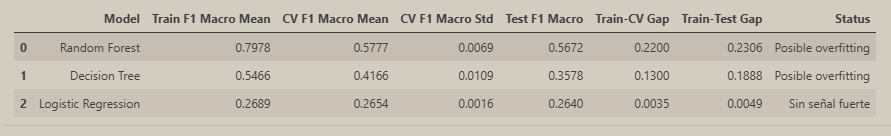 Model Train F1 Macro Mean CV F1 Macro Mean CV F1 Macro Std Test F1 Macro Train-CV Gap Train-Test Gap Status
0 Random Forest 0.7978 0.5777 0.0069 0.5672 0.2200 0.2306 Posible overfitting
1 Decision Tree 0.5466 0.4166 0.0109 0.3578 0.1300 0.1888 Posible overfitting
2 Logistic Regression 0.2689 0.2654 0.0016 0.2640 0.0035 0.0049 Sin señal fuerte